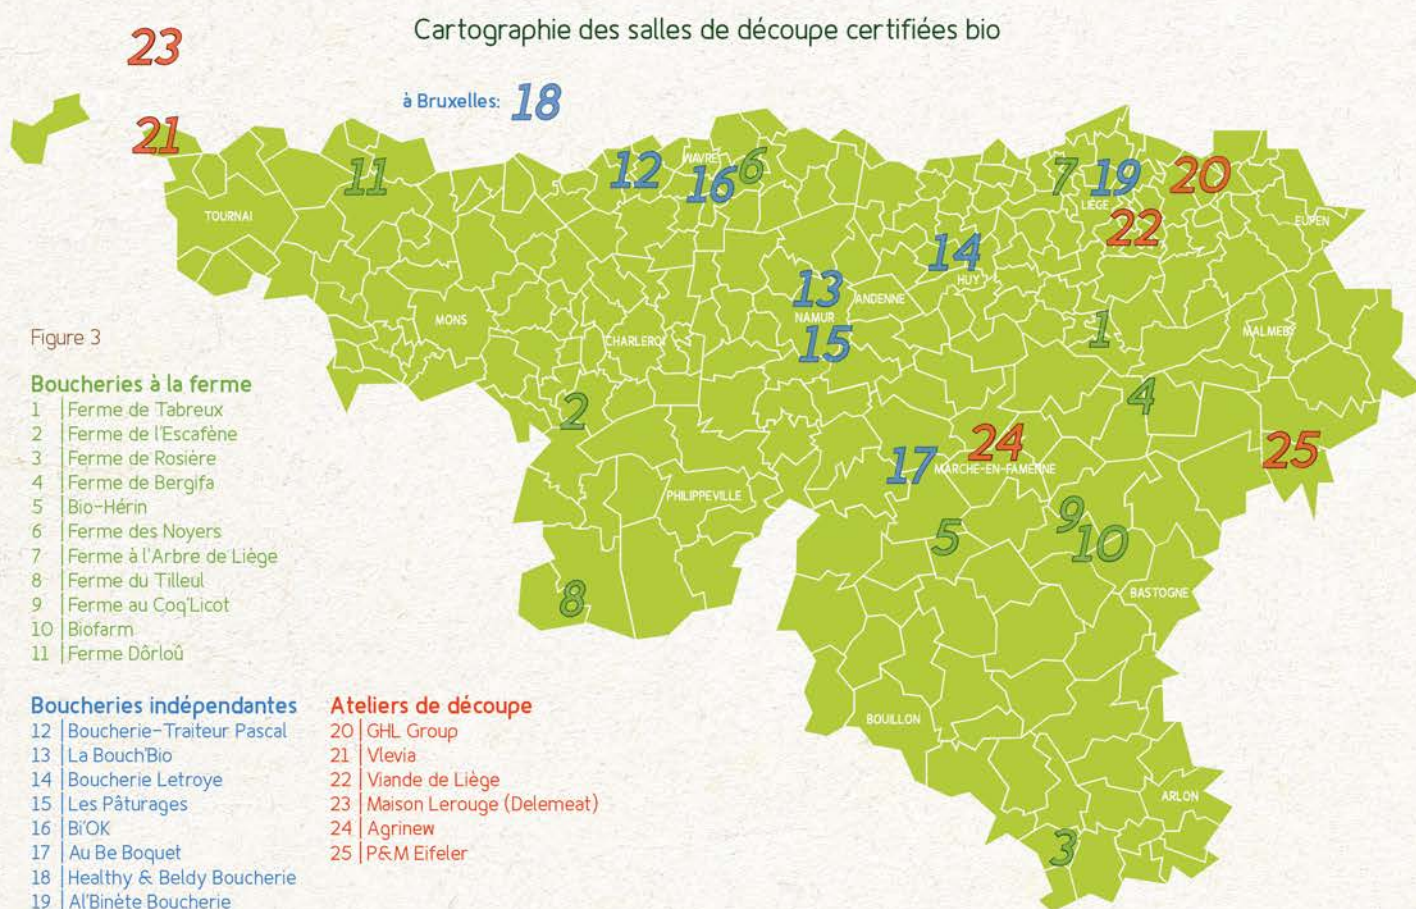 Cartographie des salles de découpe certifiées bio
23
à Bruxelles: 18
21
11
12
WAVRE
16
6
7
19
20
LIÈGE
22
TOURNAI
EUPEN
14
HUY
13
ANDENNE
NAMUR
15
MONS
CHARLEROI
1
MALMEDY
2
4
17
24
MARCHE-EN-FAMENNE
25
PHILIPPEVILLE
5
9
10
8
BASTOGNE
BOUILLON
ARLON
3
Figure 3
Boucheries à la ferme
1 | Ferme de Tabreux
2 | Ferme de l'Escafène
3 | Ferme de Rosière
4 | Ferme de Bergifa
5 | Bio-Hérin
6 | Ferme des Noyers
7 | Ferme à l'Arbre de Liège
8 | Ferme du Tilleul
9 | Ferme au Coq'Licot
10 | Biofarm
11 | Ferme Dôrloû
Boucheries indépendantes
12 | Boucherie-Traiteur Pascal
13 | La Bouch'Bio
14 | Boucherie Letroye
15 | Les Pâturages
16 | Bi'OK
17 | Au Be Boquet
18 | Healthy & Beldy Boucherie
19 | Al'Binète Boucherie
Ateliers de découpe
20 | GHL Group
21 | Vlevia
22 | Viande de Liège
23 | Maison Lerouge (Delemeat)
24 | Agrinew
25 | P&M Eifeler